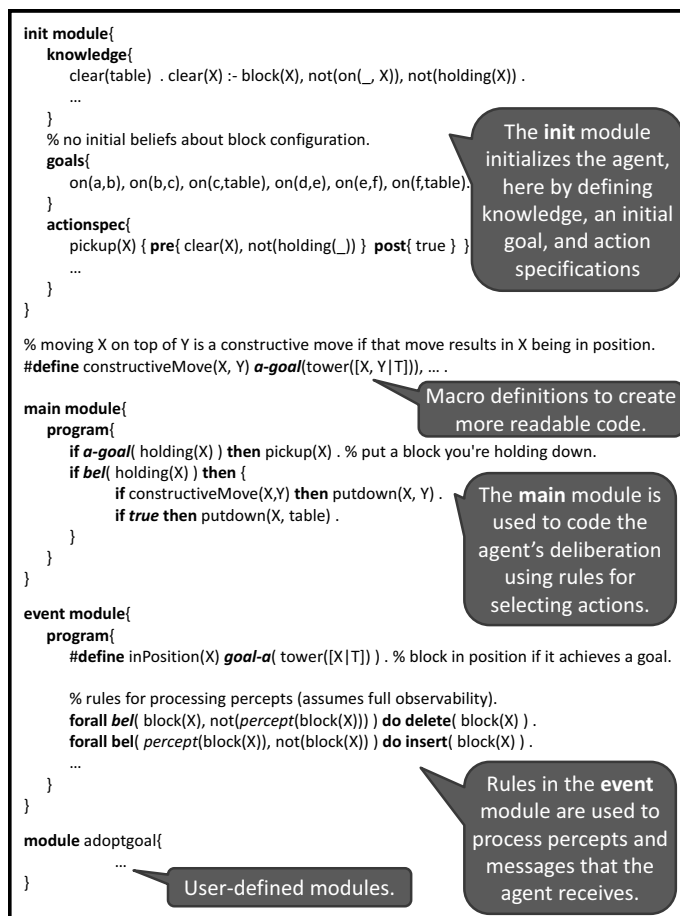 init module{
knowledge{
clear(table) . clear(X) :- block(X), not(on(_, X)), not(holding(X)) .
...
}
% no initial beliefs about block configuration.
goals{
on(a,b), on(b,c), on(c,table), on(d,e), on(e,f), on(f,table).
}
actionspec{
pickup(X) { pre{ clear(X), not(holding(_)) } post{ true } }
...
}
}
The init module
initializes the agent,
here by defining
knowledge, an initial
goal, and action
specifications
% moving X on top of Y is a constructive move if that move results in X being in position.
#define constructiveMove(X, Y) a-goal(tower([X, Y|T])), ... .
Macro definitions to create
more readable code.
main module{
program{
if a-goal( holding(X) ) then pickup(X) . % put a block you're holding down.
if bel( holding(X) ) then {
if constructiveMove(X,Y) then putdown(X, Y) .
if true then putdown(X, table) .
}
}
}
The main module is
used to code the
agent's deliberation
using rules for
selecting actions.
event module{
program{
#define inPosition(X) goal-a( tower([X|T]) ) . % block in position if it achieves a goal.
% rules for processing percepts (assumes full observability).
forall bel( block(X), not(percept(block(X))) ) do delete( block(X) ) .
forall bel( percept(block(X)), not(block(X)) ) do insert( block(X) ) .
...
}
}
Rules in the event
module are used to
process percepts and
messages that the
agent receives.
module adoptgoal{
...
}
User-defined modules.